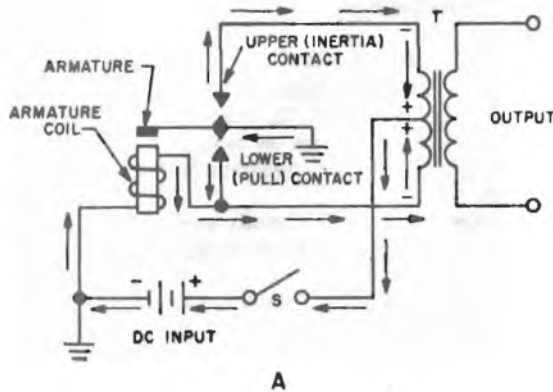 T
UPPER (INERTIA)
CONTACT
ARMATURE
ARMATURE
COIL
LOWER
(PULL) CONTACT
OUTPUT
-
+
+
-
- +
S
DC INPUT
A